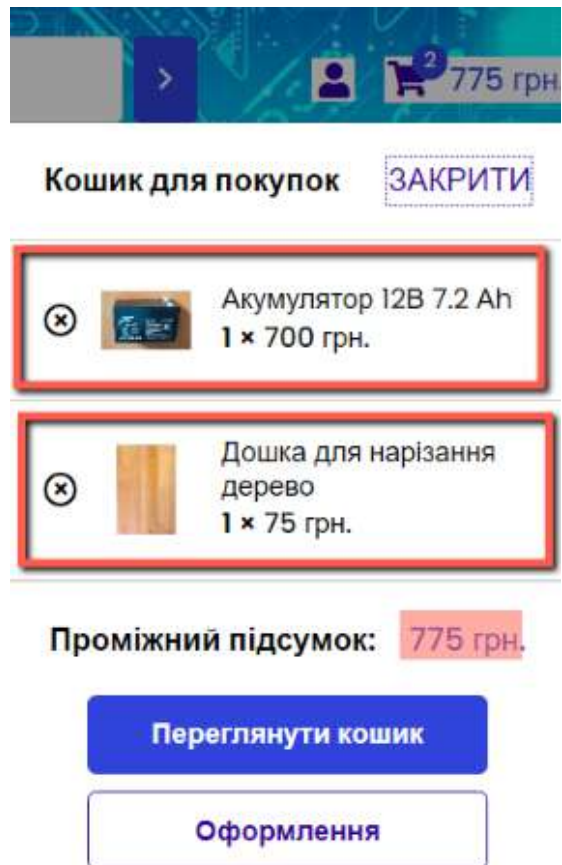 2
775 грн.
Кошик для покупок ЗАКРИТИ
Акумулятор 12В 7.2 Ah
1 × 700 грн.
Дошка для нарізання
дерево
1 × 75 грн.
Проміжний підсумок: 775 грн.
Переглянути кошик
Оформлення